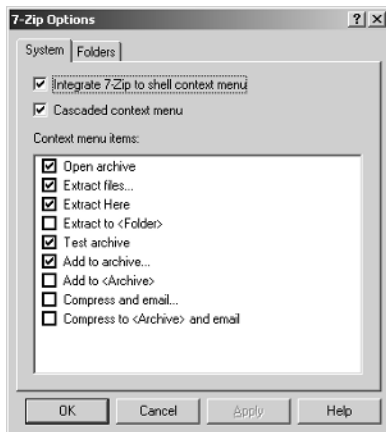 7-Zip Options
? ×
System Folders
Integrate 7-Zip to shell context menu
Cascaded context menu
Context menu items:
Open archive
Extract files...
Extract Here
Extract to <Folder>
Test archive
Add to archive...
Add to <Archive>
Compress and email...
Compress to <Archive> and email
OK Cancel Apply Help